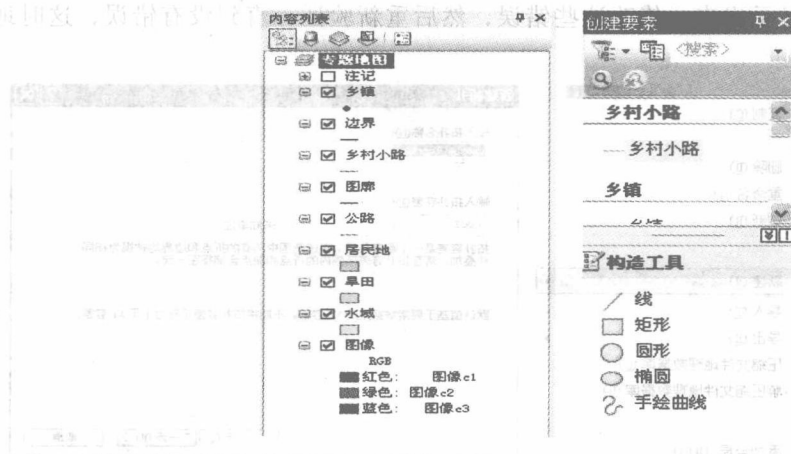 内容列表
专题地图
注记
乡镇
边界
乡村小路
图廓
公路
居民地
旱田
水域
图像
RGB
红色: 图像.c1
绿色: 图像.c2
蓝色: 图像.c3
创建要素
<搜索>
乡村小路
乡村小路
乡镇
构造工具
线
矩形
圆形
椭圆
手绘曲线